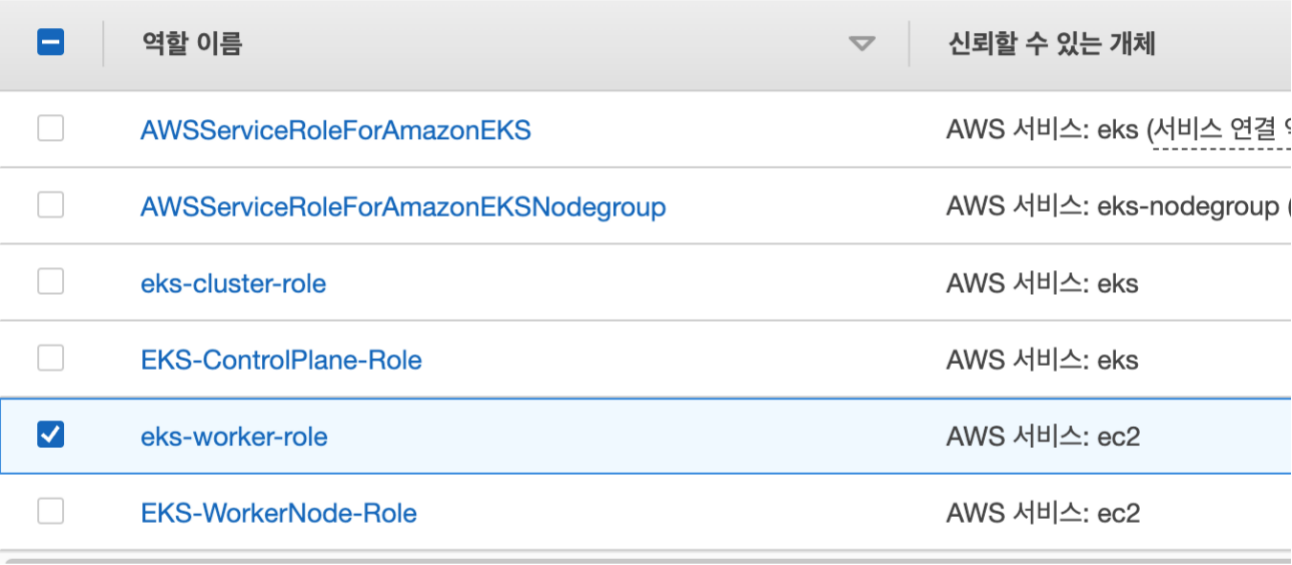 역할 이름 신뢰할 수 있는 개체
AWSServiceRoleForAmazonEKS AWS 서비스: eks (서비스 연결
AWSServiceRoleForAmazonEKSNodegroup AWS 서비스: eks-nodegroup (
eks-cluster-role AWS 서비스: eks
EKS-ControlPlane-Role AWS 서비스: eks
eks-worker-role AWS 서비스: ec2
EKS-WorkerNode-Role AWS 서비스: ec2